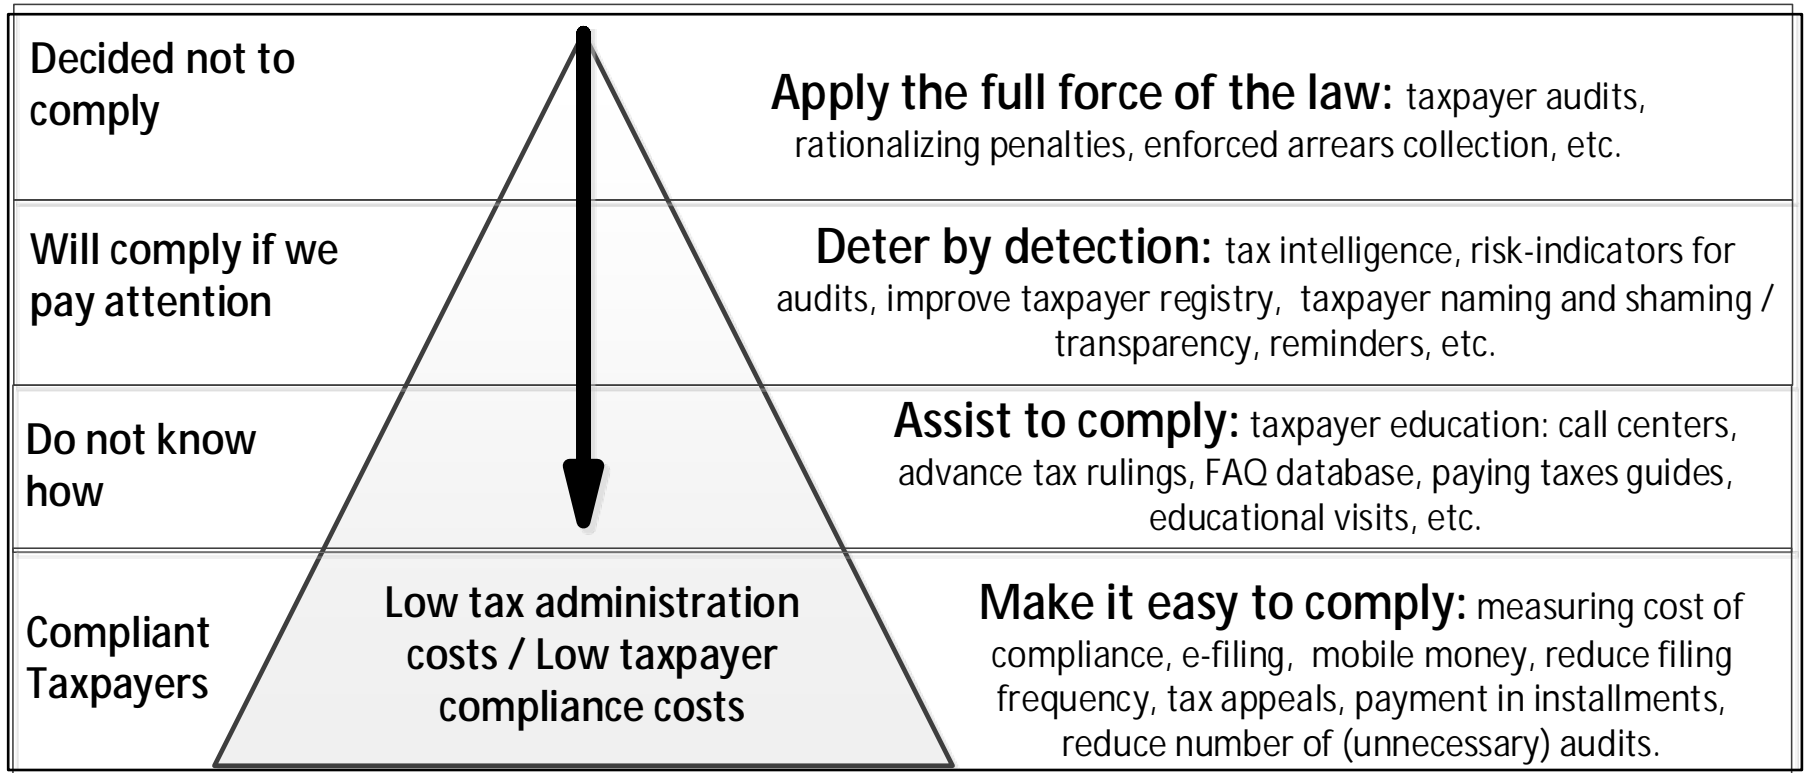 Decided not to
comply
Apply the full force of the law: taxpayer audits,
rationalizing penalties, enforced arrears collection, etc.
Will comply if we
pay attention
Deter by detection: tax intelligence, risk-indicators for
audits, improve taxpayer registry, taxpayer naming and shaming /
transparency, reminders, etc.
Do not know
how
Assist to comply: taxpayer education: call centers,
advance tax rulings, FAQ database, paying taxes guides,
educational visits, etc.
Compliant
Taxpayers
Low tax administration
costs / Low taxpayer
compliance costs
Make it easy to comply: measuring cost of
compliance, e-filing, mobile money, reduce filing
frequency, tax appeals, payment in installments,
reduce number of (unnecessary) audits.